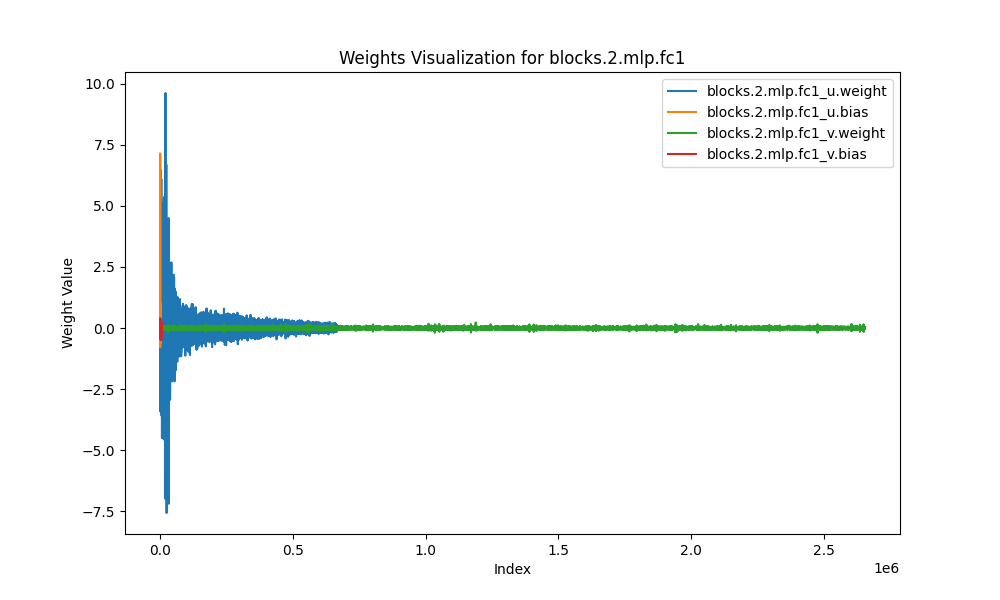 Weights Visualization for blocks.2.mlp.fc1
10.0
7.5
5.0
2.5
0.0
−2.5
−5.0
−7.5
Weight Value
blocks.2.mlp.fc1_u.weight
blocks.2.mlp.fc1_u.bias
blocks.2.mlp.fc1_v.weight
blocks.2.mlp.fc1_v.bias
0.0 0.5 1.0 1.5 2.0 2.5
1e6
Index